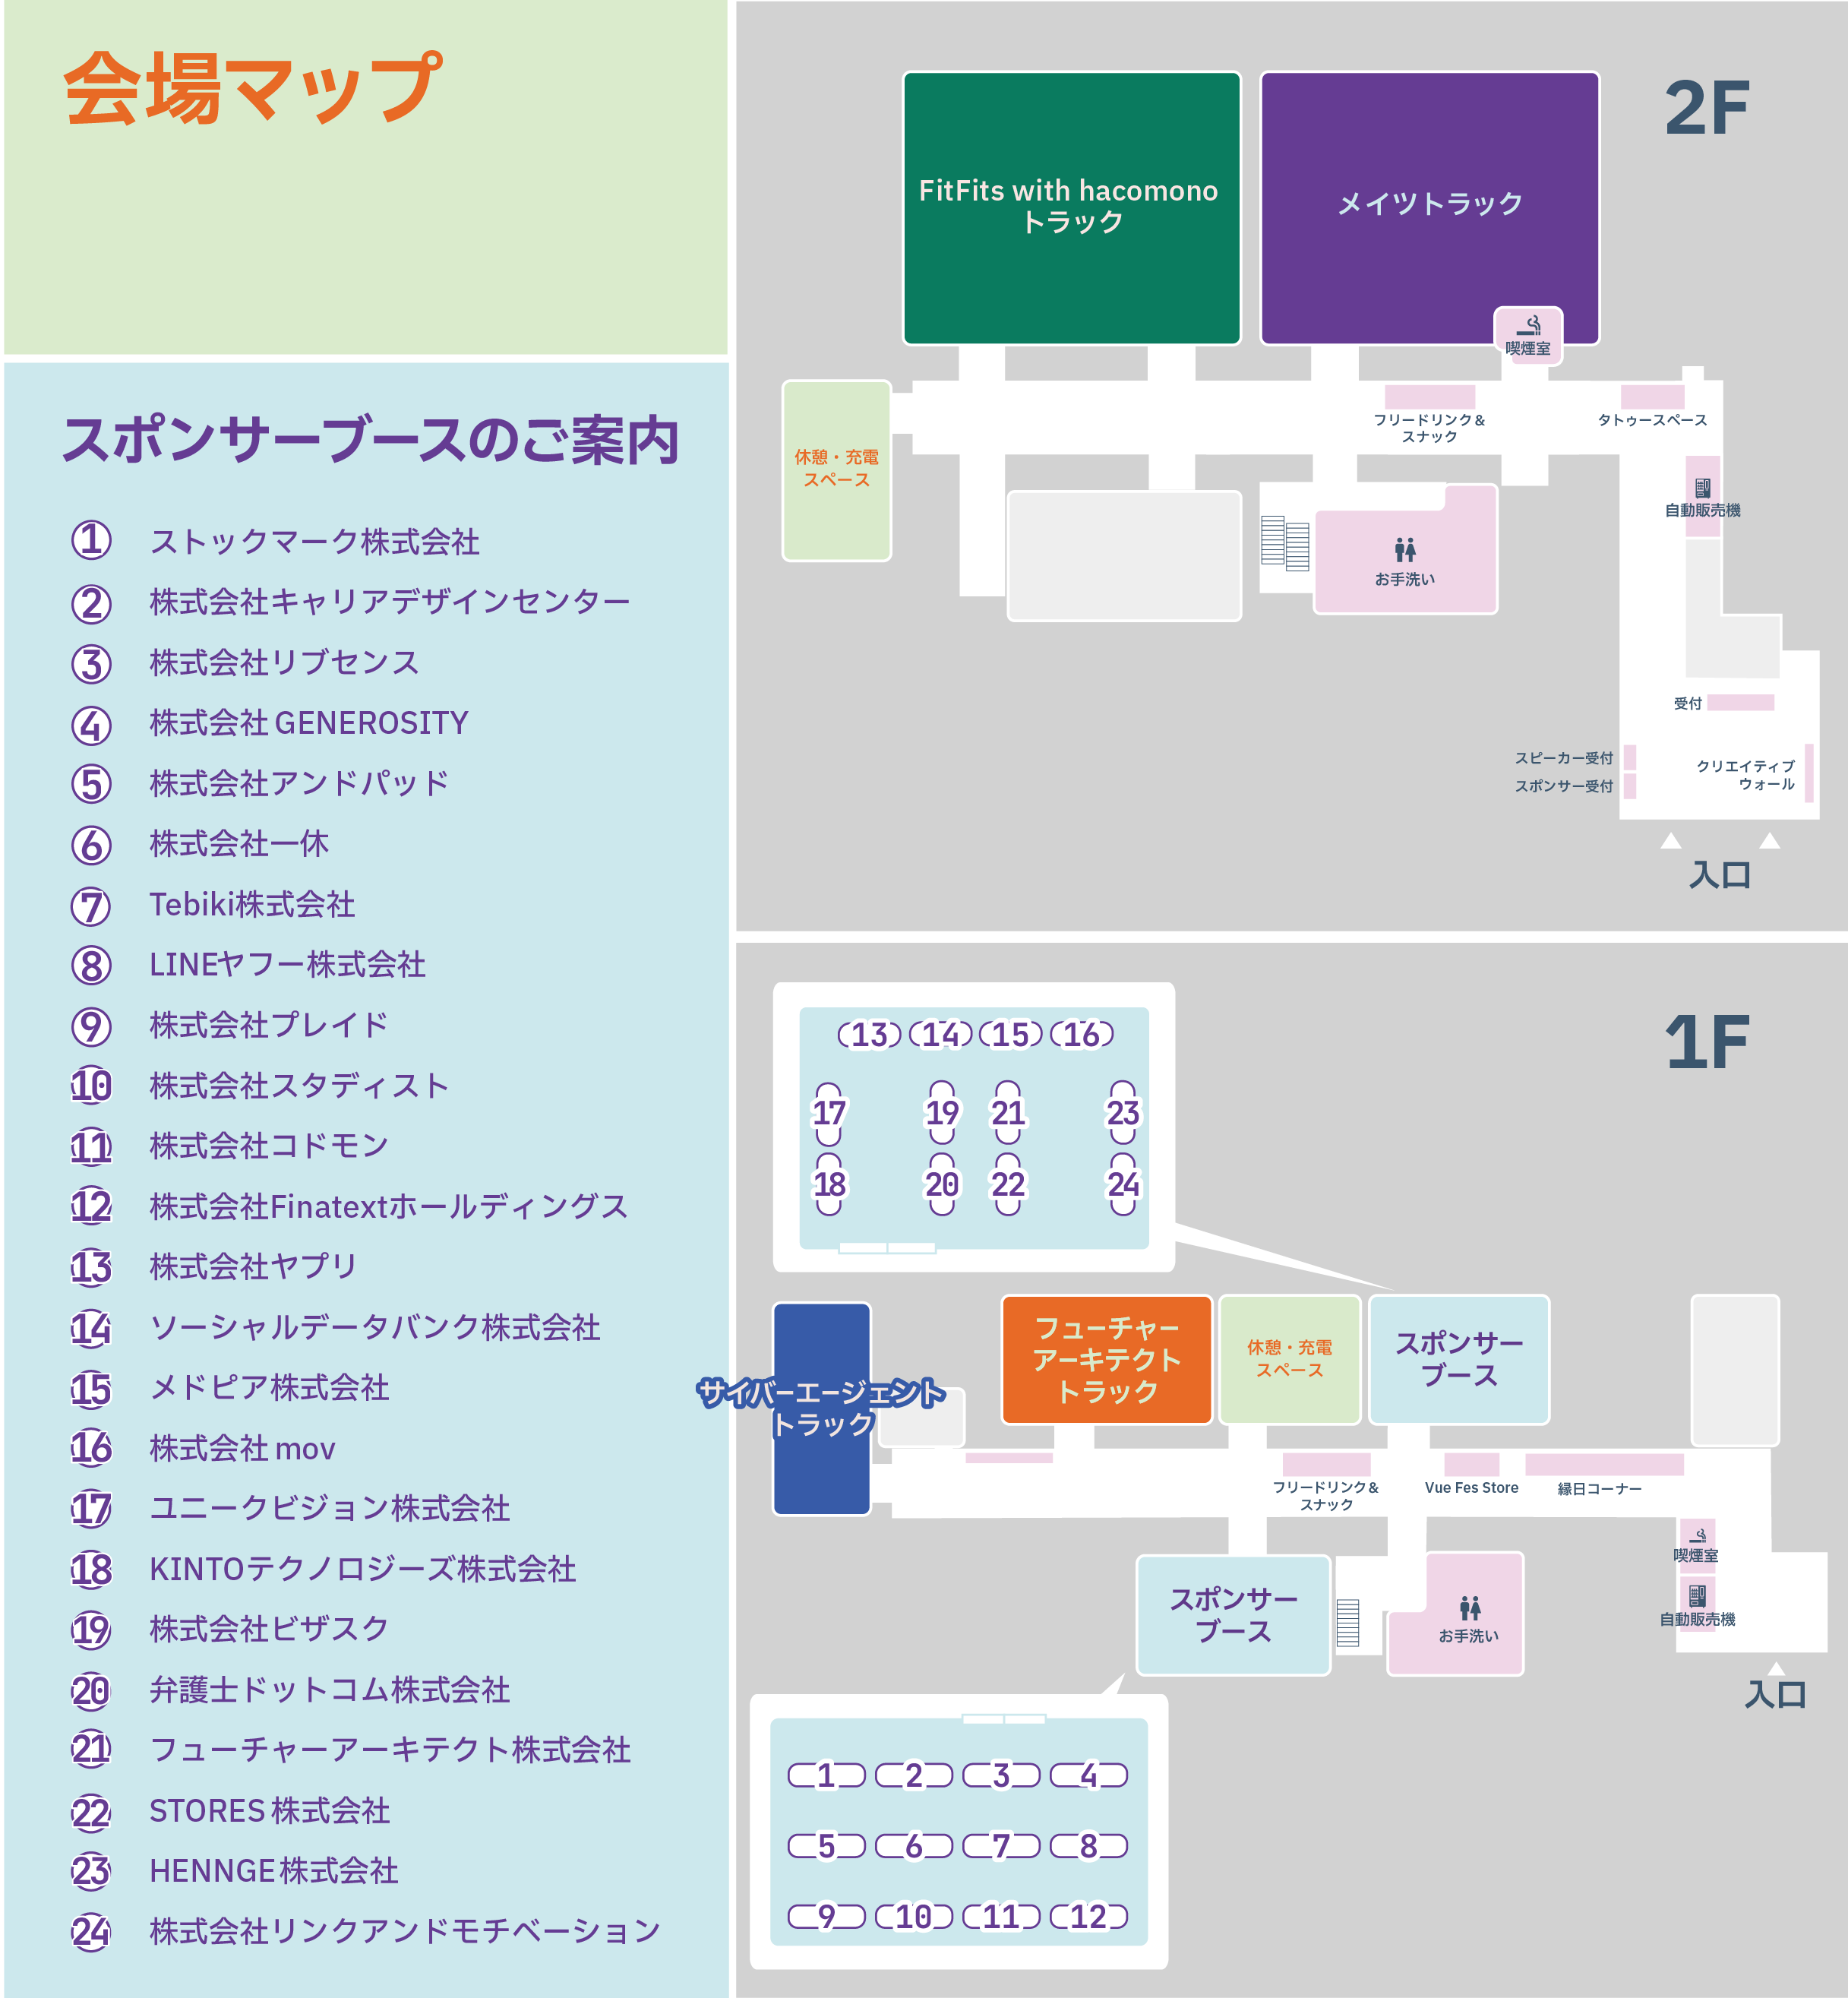 会場マップ
スポンサーブースのご案内
1 ストックマーク株式会社
2 株式会社キャリアデザインセンター
3 株式会社リブセンス
4 株式会社 GENEROSITY
5 株式会社アンドパッド
6 株式会社一休
7 Tebiki株式会社
8 LINEヤフー株式会社
9 株式会社プレイド
10 株式会社スタディスト
11 株式会社コドモン
12 株式会社Finatextホールディングス
13 株式会社ヤプリ
14 ソーシャルデータバンク株式会社
15 メドピア株式会社
16 株式会社 mov
17 ユニークビジョン株式会社
18 KINTOテクノロジーズ株式会社
19 株式会社ビザスク
20 弁護士ドットコム株式会社
21 フューチャーアーキテクト株式会社
22 STORES 株式会社
23 HENNGE 株式会社
24 株式会社リンクアンドモチベーション
2F
FitFits with hacomono
トラック
メイツトラック
喫煙室
フリードリンク&
スナック
タトゥースペース
休憩・充電
スペース
自動販売機
お手洗い
受付
スピーカー受付
スポンサー受付
クリエイティブ
ウォール
入口
1F
13 14 15 16
17 19 21 23
18 20 22 24
サイバーエージェント
トラック
フューチャー
アーキテクト
トラック
休憩・充電
スペース
スポンサー
ブース
フリードリンク&
スナック
Vue Fes Store
縁日コーナー
喫煙室
自動販売機
スポンサー
ブース
お手洗い
入口
1 2 3 4
5 6 7 8
9 10 11 12